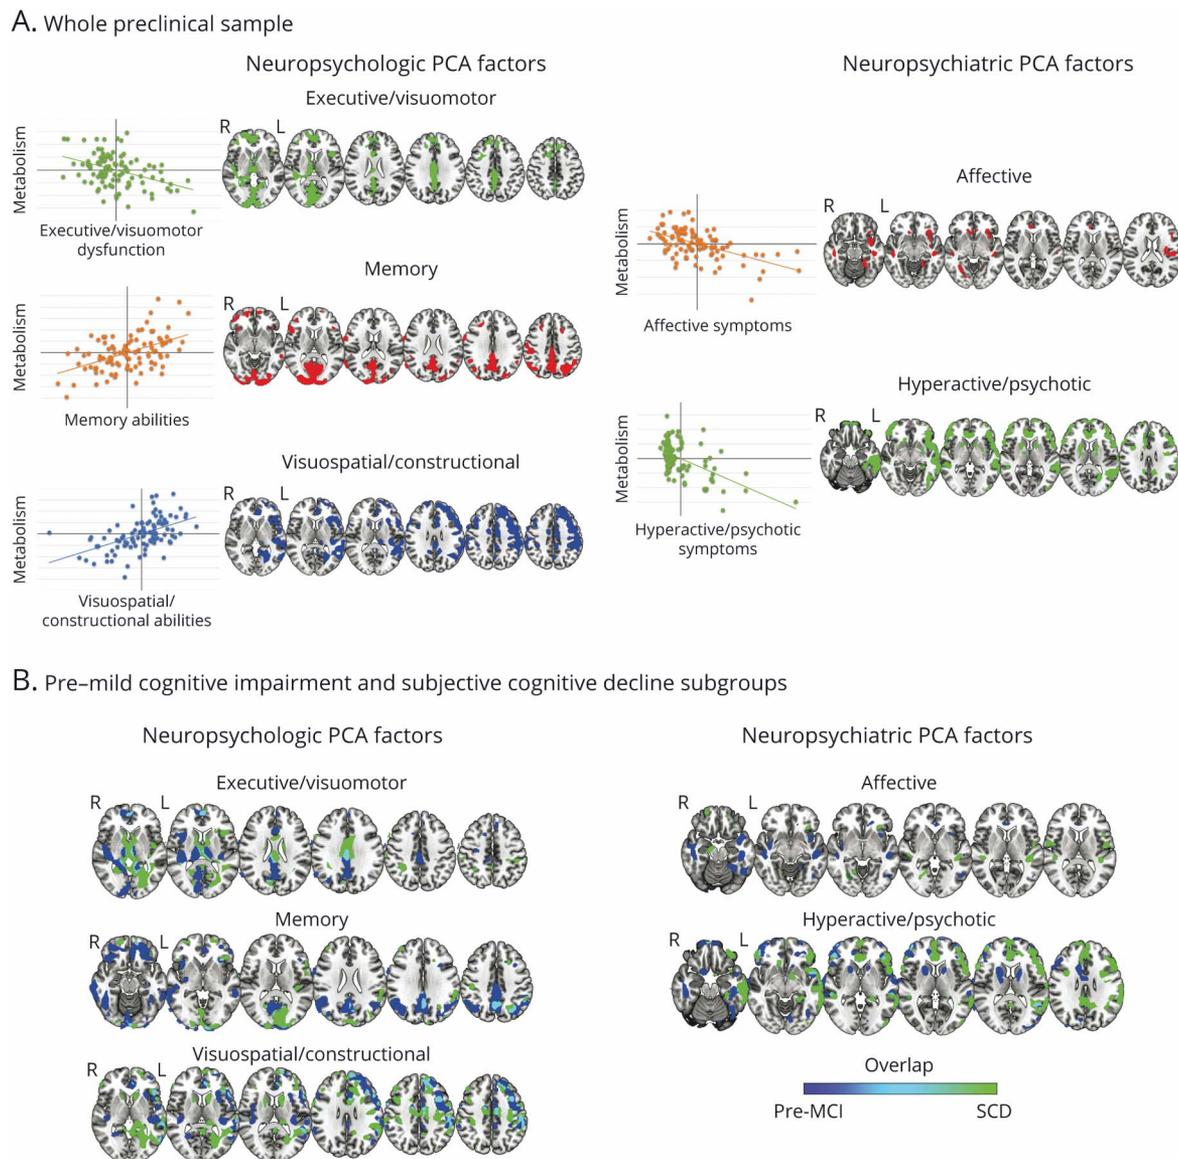 A. Whole preclinical sample
Neuropsychologic PCA factors
Executive/visuomotor
R L
Metabolism
Executive/visuomotor
dysfunction
Memory
R L
Metabolism
Memory abilities
Visuospatial/constructional
R L
Metabolism
Visuospatial/
constructional abilities
Neuropsychiatric PCA factors
Affective
R L
Metabolism
Affective symptoms
Hyperactive/psychotic
R L
Metabolism
Hyperactive/psychotic
symptoms
B. Pre–mild cognitive impairment and subjective cognitive decline subgroups
Neuropsychologic PCA factors
Executive/visuomotor
R L
Memory
R L
Visuospatial/constructional
R L
Neuropsychiatric PCA factors
Affective
R L
Hyperactive/psychotic
R L
Overlap
Pre-MCI SCD